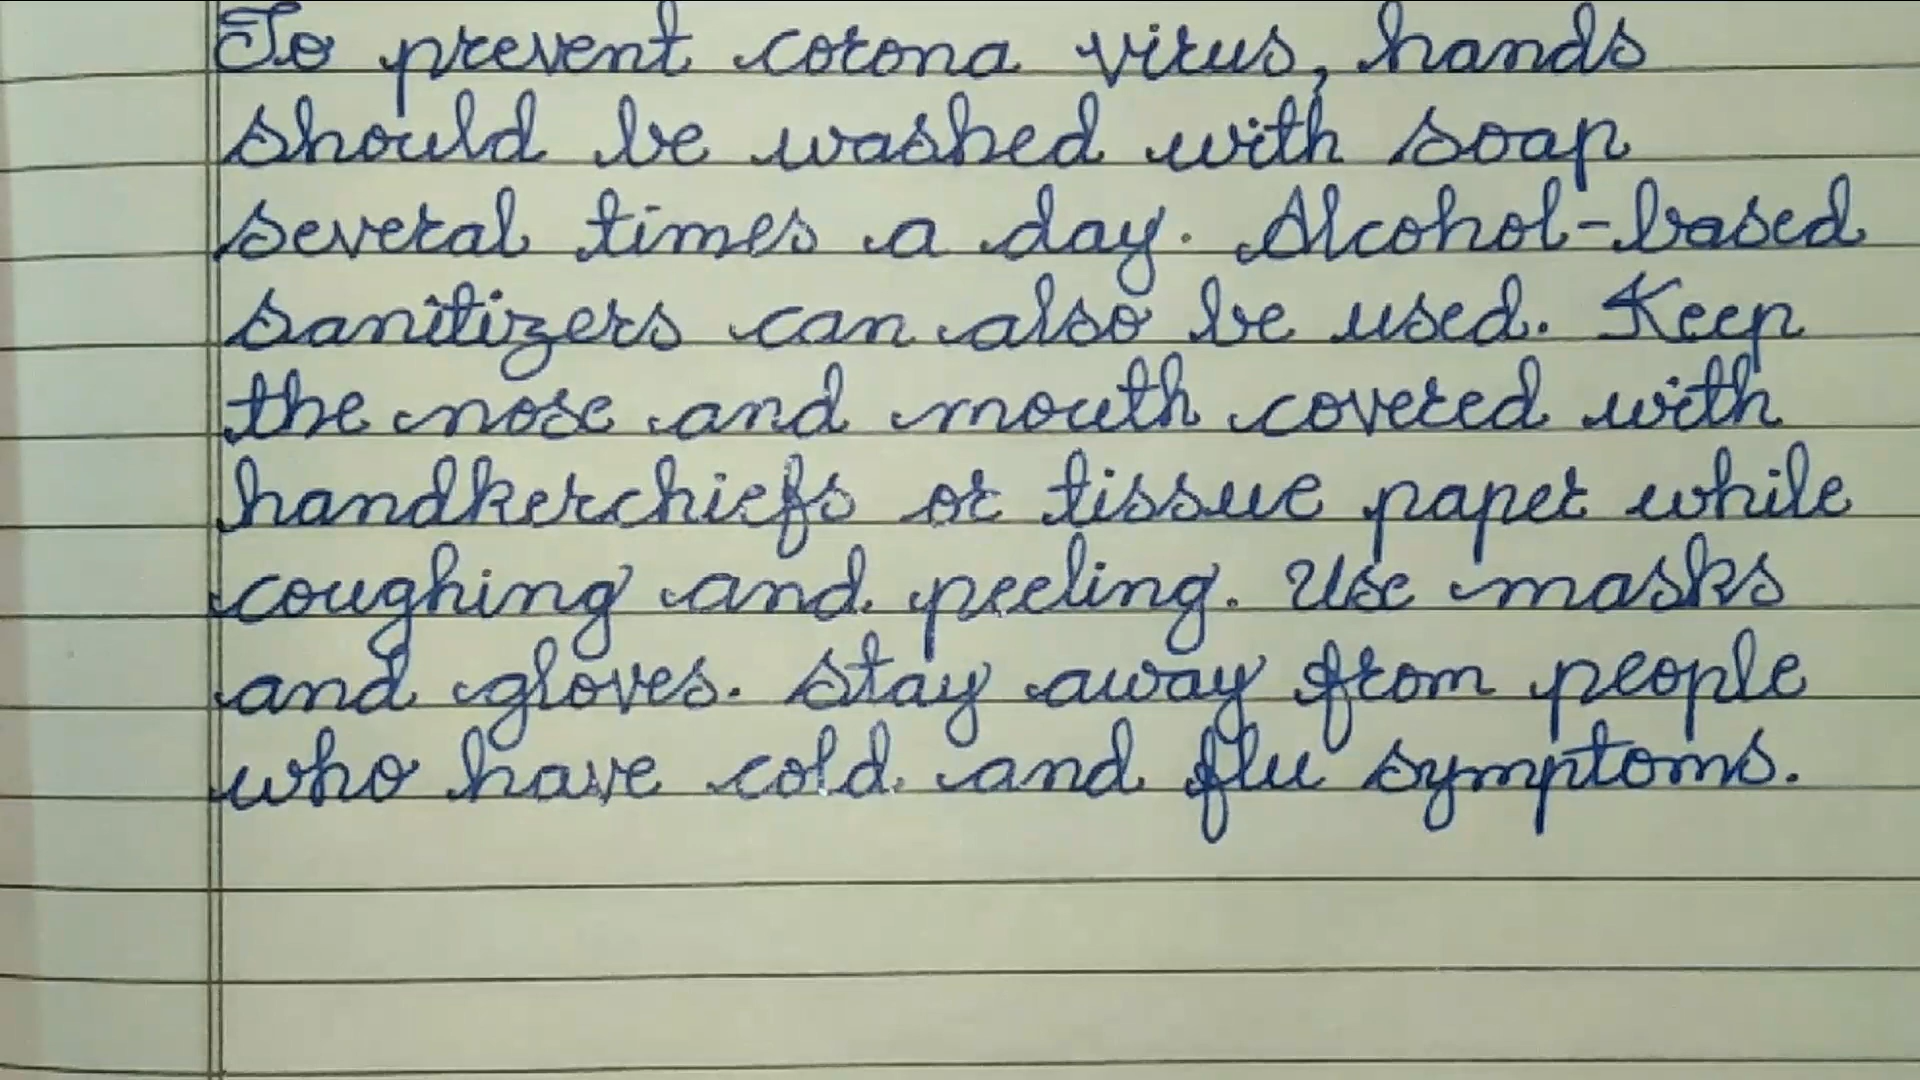 To prevent corona virus, hands
should be washed with soap
several times a day. Alcohol-based
sanitizers can also be used. Keep
the nose and mouth covered with
handkerchiefs or tissue paper while
coughing and peeling. Use masks
and gloves. Stay away from people
who have cold and flu symptoms.